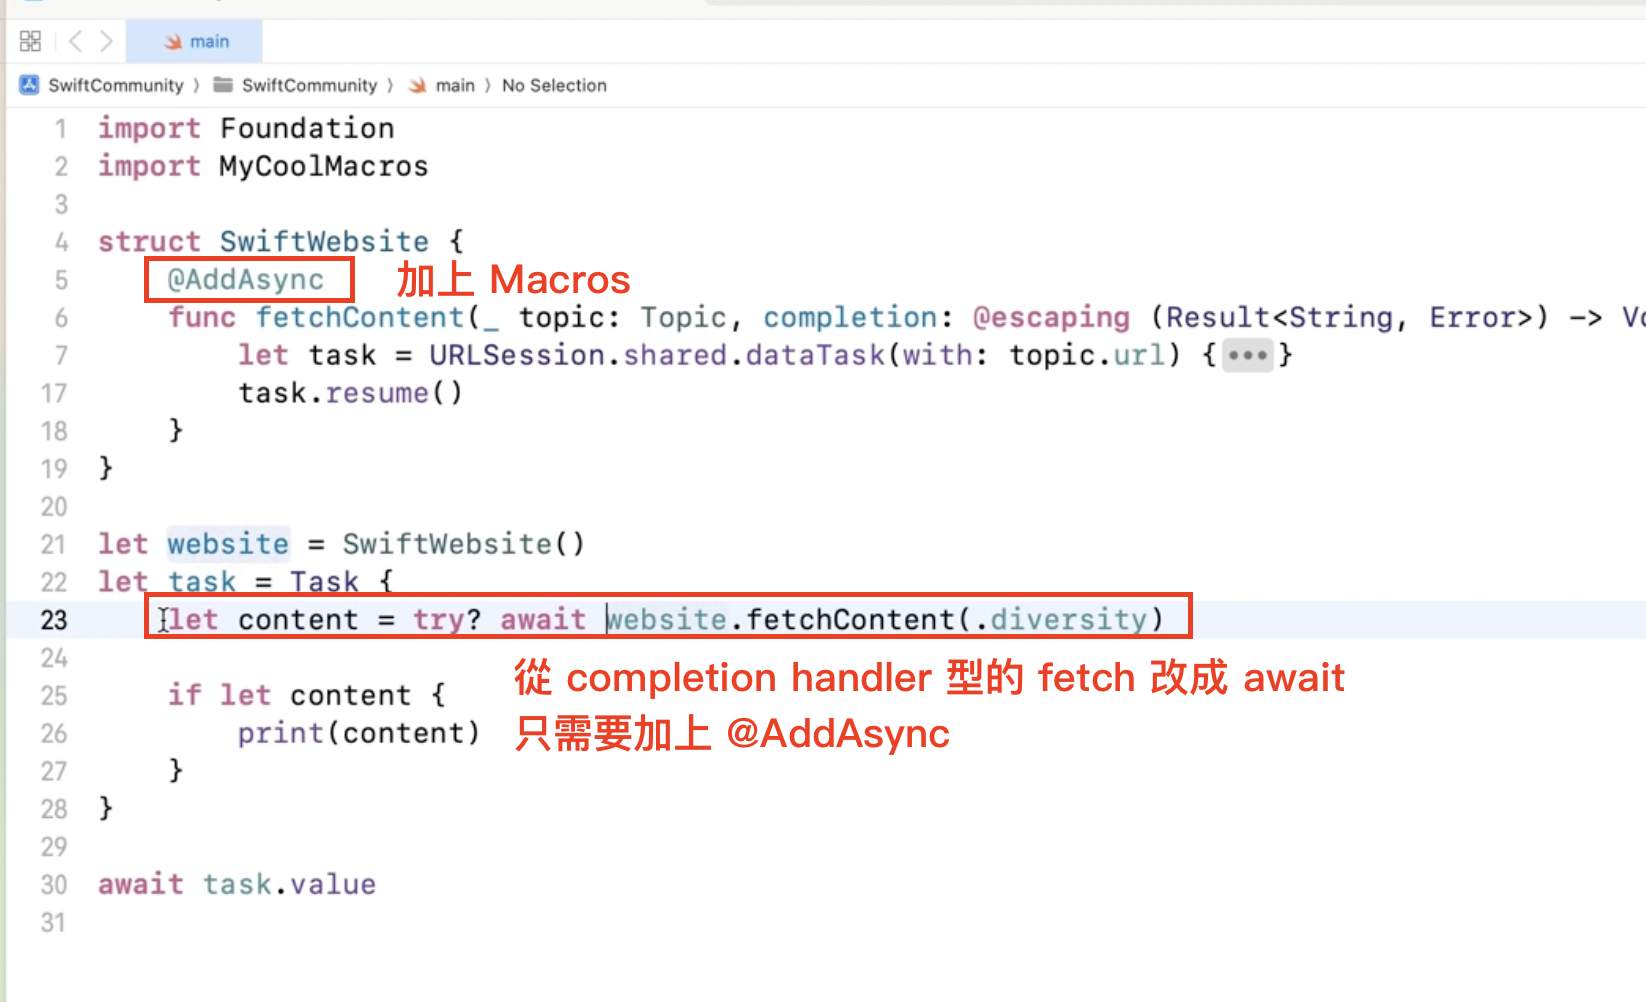 main
SwiftCommunity 〉 SwiftCommunity 〉 main 〉 No Selection
1 import Foundation
2 import MyCoolMacros
3
4 struct SwiftWebsite {
5 @AddAsync 加上 Macros
6 func fetchContent(_ topic: Topic, completion: @escaping (Result<String, Error>) -> Vo
7 let task = URLSession.shared.dataTask(with: topic.url) {•••}
17 task.resume()
18 }
19 }
20
21 let website = SwiftWebsite()
22 let task = Task {
23 let content = try? await website.fetchContent(.diversity)
24
從 completion handler 型的 fetch 改成 await
25 if let content {
26 print(content)
只需要加上 @AddAsync
27 }
28 }
29
30 await task.value
31